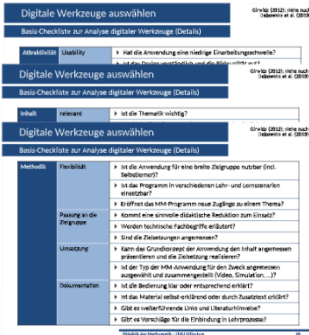 Digitale Werkzeuge auswählen
Basis-Checkliste zur Analyse digitaler Werkzeuge (Details)
Attraktivität Usability Hat die Anwendung eine niedrige Einarbeitungsschwelle?
Digitale Werkzeuge auswählen
Basis-Checkliste zur Analyse digitaler Werkzeuge (Details)
Inhalt relevant Ist die Thematik wichtig?
Digitale Werkzeuge auswählen
Basis-Checkliste zur Analyse digitaler Werkzeuge (Details)
Methodik Flexibilität Ist die Anwendung für eine breite Zielgruppe nutzbar (incl.
Selbstlerner)?
Ist das Programm in verschiedenen Lehr- und Lernszenarien
einsetzbar?
Eröffnet das MM-Programm neue Zugänge zu einem Thema?
Passung an die Zielgruppe Kommt eine sinnvolle didaktische Reduktion zum Einsatz?
Werden technische Fachbegriffe erläutert?
Sind die Zielsetzungen angemessen?
Umsetzung Kann das Grundkonzept der Anwendung den Inhalt angemessen
präsentieren und die Zielsetzung realisieren?
Ist der Typ der MM-Anwendung für den Zweck angemessen
ausgewählt und zusammengestellt (Video, Simulation, ...)?
Dokumentation Ist die Bedienung klar oder entsprechend erklärt?
Ist das Material selbst erklärend oder durch Zusatztext erklärt?
Gibt es weiterführende Links und Literaturhinweise?
Gibt es Vorschläge für die Einbindung in Lehrprozesse?